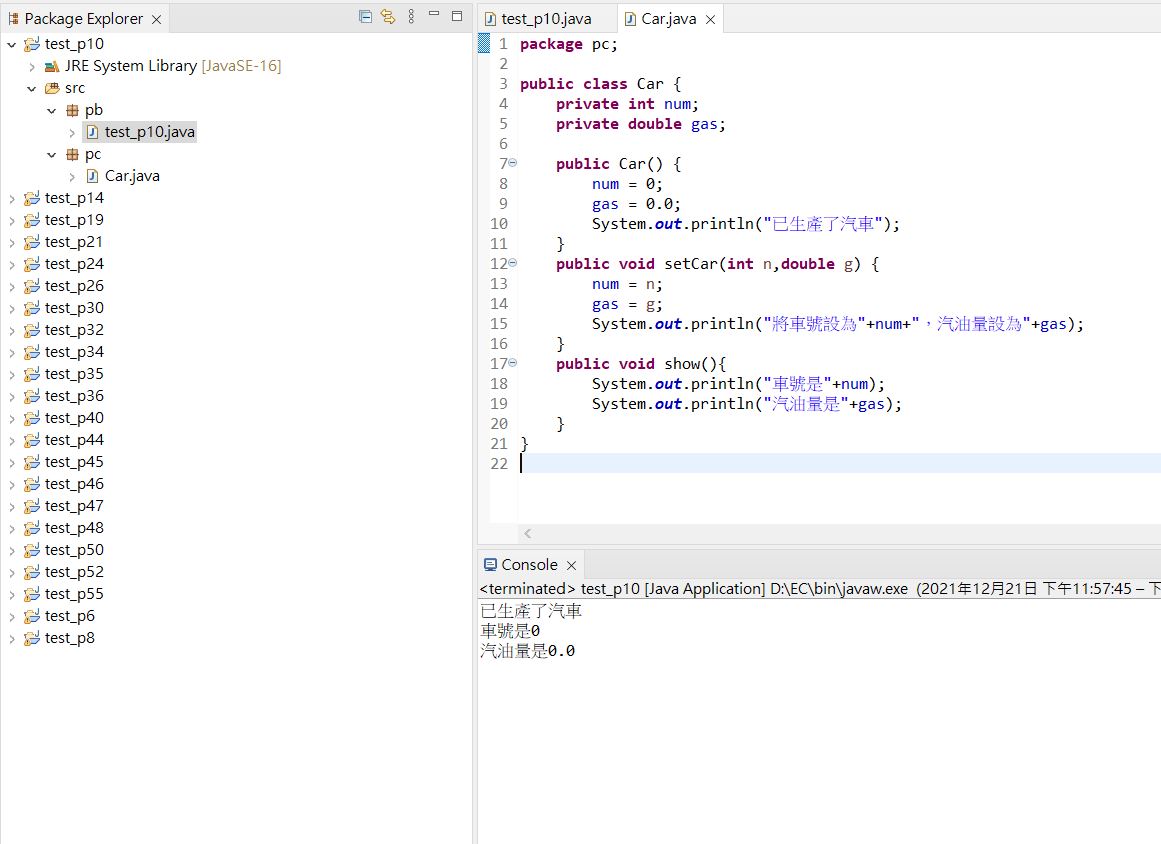 Package Explorer
test_p10
JRE System Library [JavaSE-16]
src
pb
test_p10.java
pc
Car.java
test_p14
test_p19
test_p21
test_p24
test_p26
test_p30
test_p32
test_p34
test_p35
test_p36
test_p40
test_p44
test_p45
test_p46
test_p47
test_p48
test_p50
test_p52
test_p55
test_p6
test_p8
test_p10.java Car.java
1 package pc;
2
3 public class Car {
4 private int num;
5 private double gas;
6
7 public Car() {
8 num = 0;
9 gas = 0.0;
10 System.out.println("已生產了汽車");
11 }
12 public void setCar(int n,double g) {
13 num = n;
14 gas = g;
15 System.out.println("將車號設為"+num+"，汽油量設為"+gas);
16 }
17 public void show(){
18 System.out.println("車號是"+num);
19 System.out.println("汽油量是"+gas);
20 }
21 }
22
Console
<terminated> test_p10 [Java Application] D:\EC\bin\javaw.exe (2021年12月21日 下午11:57:45 – 下
已生產了汽車
車號是0
汽油量是0.0